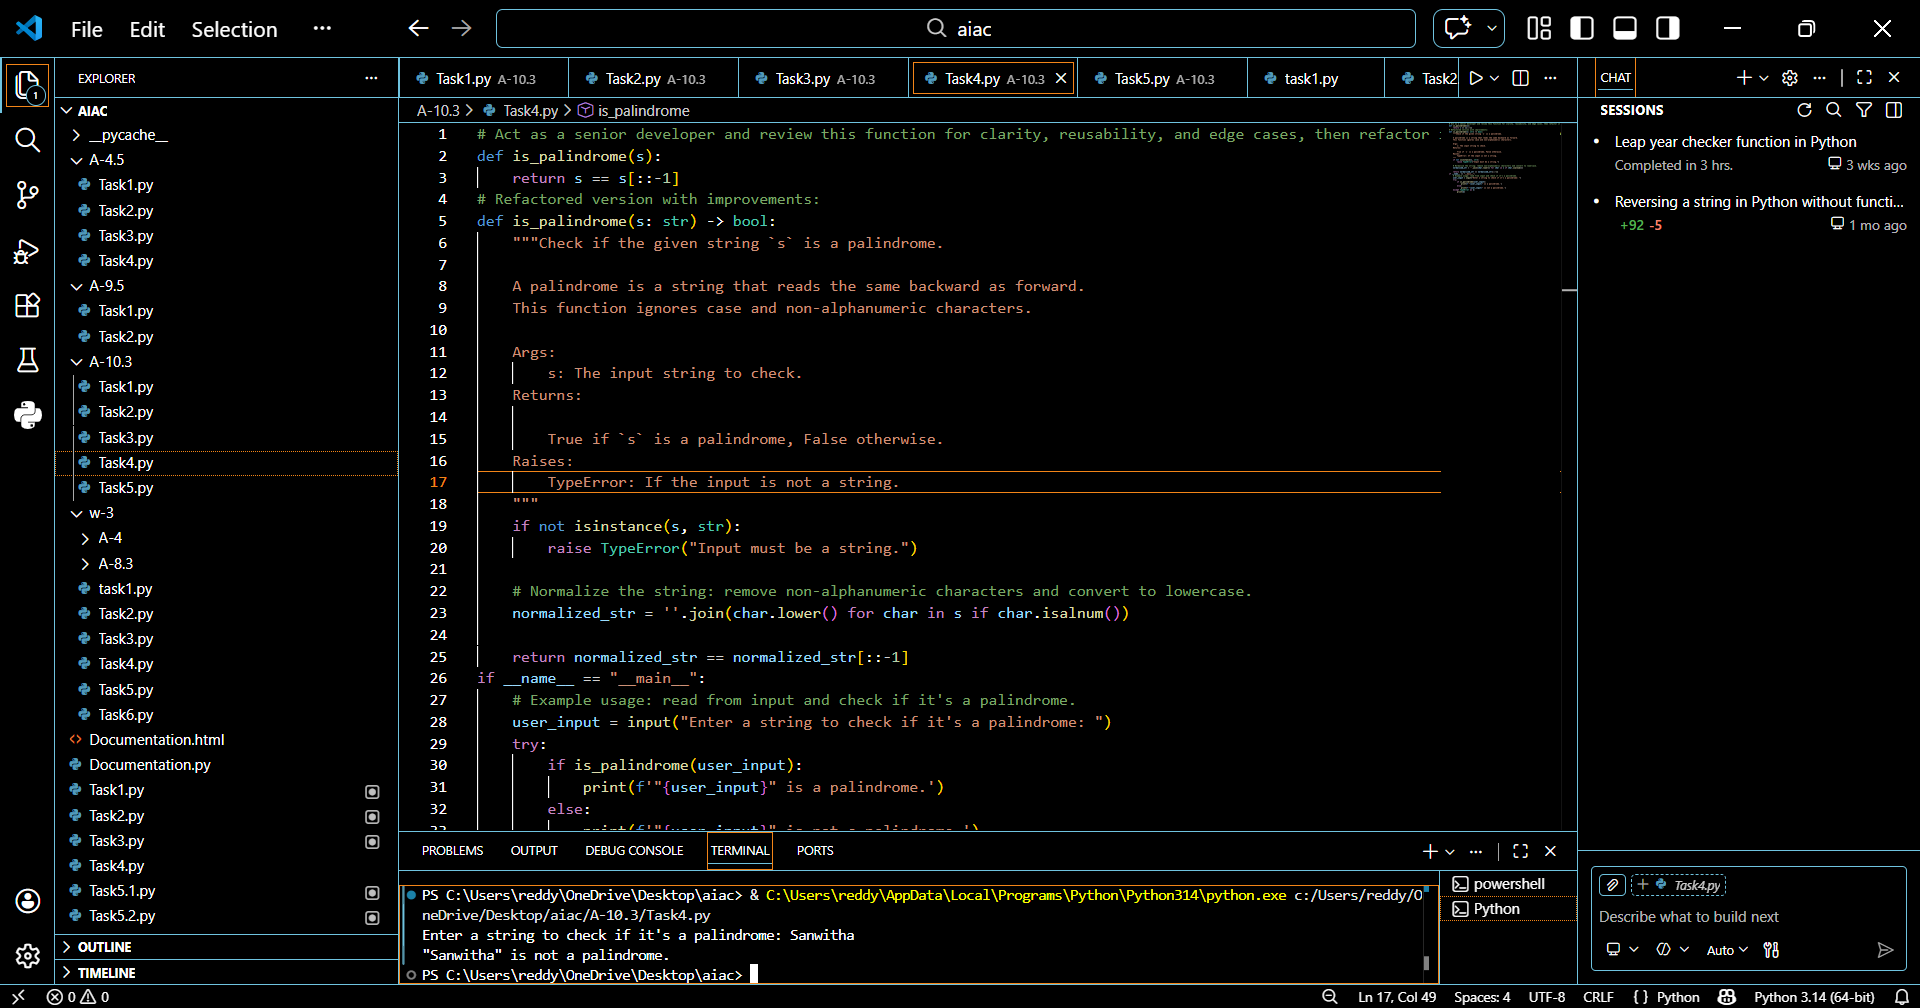 File Edit Selection ··· aiac
EXPLORER ···
AIAC
__pycache__
A-4.5
Task1.py
Task2.py
Task3.py
Task4.py
A-9.5
Task1.py
Task2.py
A-10.3
Task1.py
Task2.py
Task3.py
Task4.py
Task5.py
w-3
A-4
A-8.3
task1.py
Task2.py
Task3.py
Task4.py
Task5.py
Task6.py
Documentation.html
Documentation.py
Task1.py
Task2.py
Task3.py
Task4.py
Task5.1.py
Task5.2.py
OUTLINE
TIMELINE
Task1.py A-10.3 Task2.py A-10.3 Task3.py A-10.3 Task4.py A-10.3 Task5.py A-10.3 task1.py Task2
A-10.3 > Task4.py > is_palindrome
1 # Act as a senior developer and review this function for clarity, reusability, and edge cases, then refactor
2 def is_palindrome(s):
3 return s == s[::-1]
4 # Refactored version with improvements:
5 def is_palindrome(s: str) -> bool:
6 """Check if the given string `s` is a palindrome.
7
8 A palindrome is a string that reads the same backward as forward.
9 This function ignores case and non-alphanumeric characters.
10
11 Args:
12 s: The input string to check.
13 Returns:
14
15 True if `s` is a palindrome, False otherwise.
16 Raises:
17 TypeError: If the input is not a string.
18 """
19 if not isinstance(s, str):
20 raise TypeError("Input must be a string.")
21
22 # Normalize the string: remove non-alphanumeric characters and convert to lowercase.
23 normalized_str = ''.join(char.lower() for char in s if char.isalnum())
24
25 return normalized_str == normalized_str[::-1]
26 if __name__ == "__main__":
27 # Example usage: read from input and check if it's a palindrome.
28 user_input = input("Enter a string to check if it's a palindrome: ")
29 try:
30 if is_palindrome(user_input):
31 print(f'"{user_input}" is a palindrome.')
32 else:
33 print(f'"{user_input}" is not a palindrome.')
PROBLEMS OUTPUT DEBUG CONSOLE TERMINAL PORTS
PS C:\Users\reddy\OneDrive\Desktop\aiac> & C:\Users\reddy\AppData\Local\Programs\Python\Python314\python.exe c:/Users/reddy/O
neDrive/Desktop/aiac/A-10.3/Task4.py
Enter a string to check if it's a palindrome: Sanwitha
"Sanwitha" is not a palindrome.
PS C:\Users\reddy\OneDrive\Desktop\aiac>
powershell
Python
CHAT
SESSIONS
Leap year checker function in Python
Completed in 3 hrs. 3 wks ago
Reversing a string in Python without functi...
+92 -5 1 mo ago
Task4.py
Describe what to build next
Auto
0 0 Ln 17, Col 49 Spaces: 4 UTF-8 CRLF {} Python Python 3.14 (64-bit)